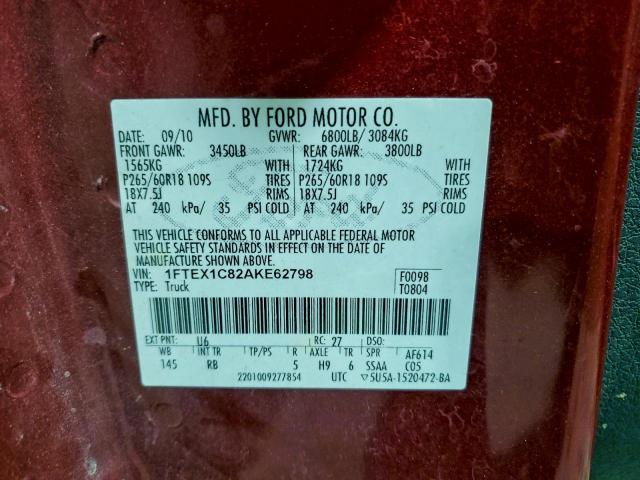 MFD. BY FORD MOTOR CO.
DATE: 09/10 GVWR: 6800LB/ 3084KG
FRONT GAWR: 3450LB REAR GAWR: 3800LB
1565KG WITH 1724KG WITH
P265/60R18 109S TIRES P265/60R18 109S TIRES
18X7.5J RIMS 18X7.5J RIMS
AT 240 kPa/ 35 PSI COLD AT 240 kPa/ 35 PSI COLD
THIS VEHICLE CONFORMS TO ALL APPLICABLE FEDERAL MOTOR
VEHICLE SAFETY STANDARDS IN EFFECT ON THE DATE OF
MANUFACTURE SHOWN ABOVE.
VIN: 1FTEX1C82AKE62798 F0098
TYPE: Truck T0804
EXT PNT: U6 RC: 27 DSO:
WB INT TR TP/PS R AXLE TR SPR AF614
145 RB 5 H9 6 SSAA C05
2201009277854 UTC ▽5U5A-1520472-BA